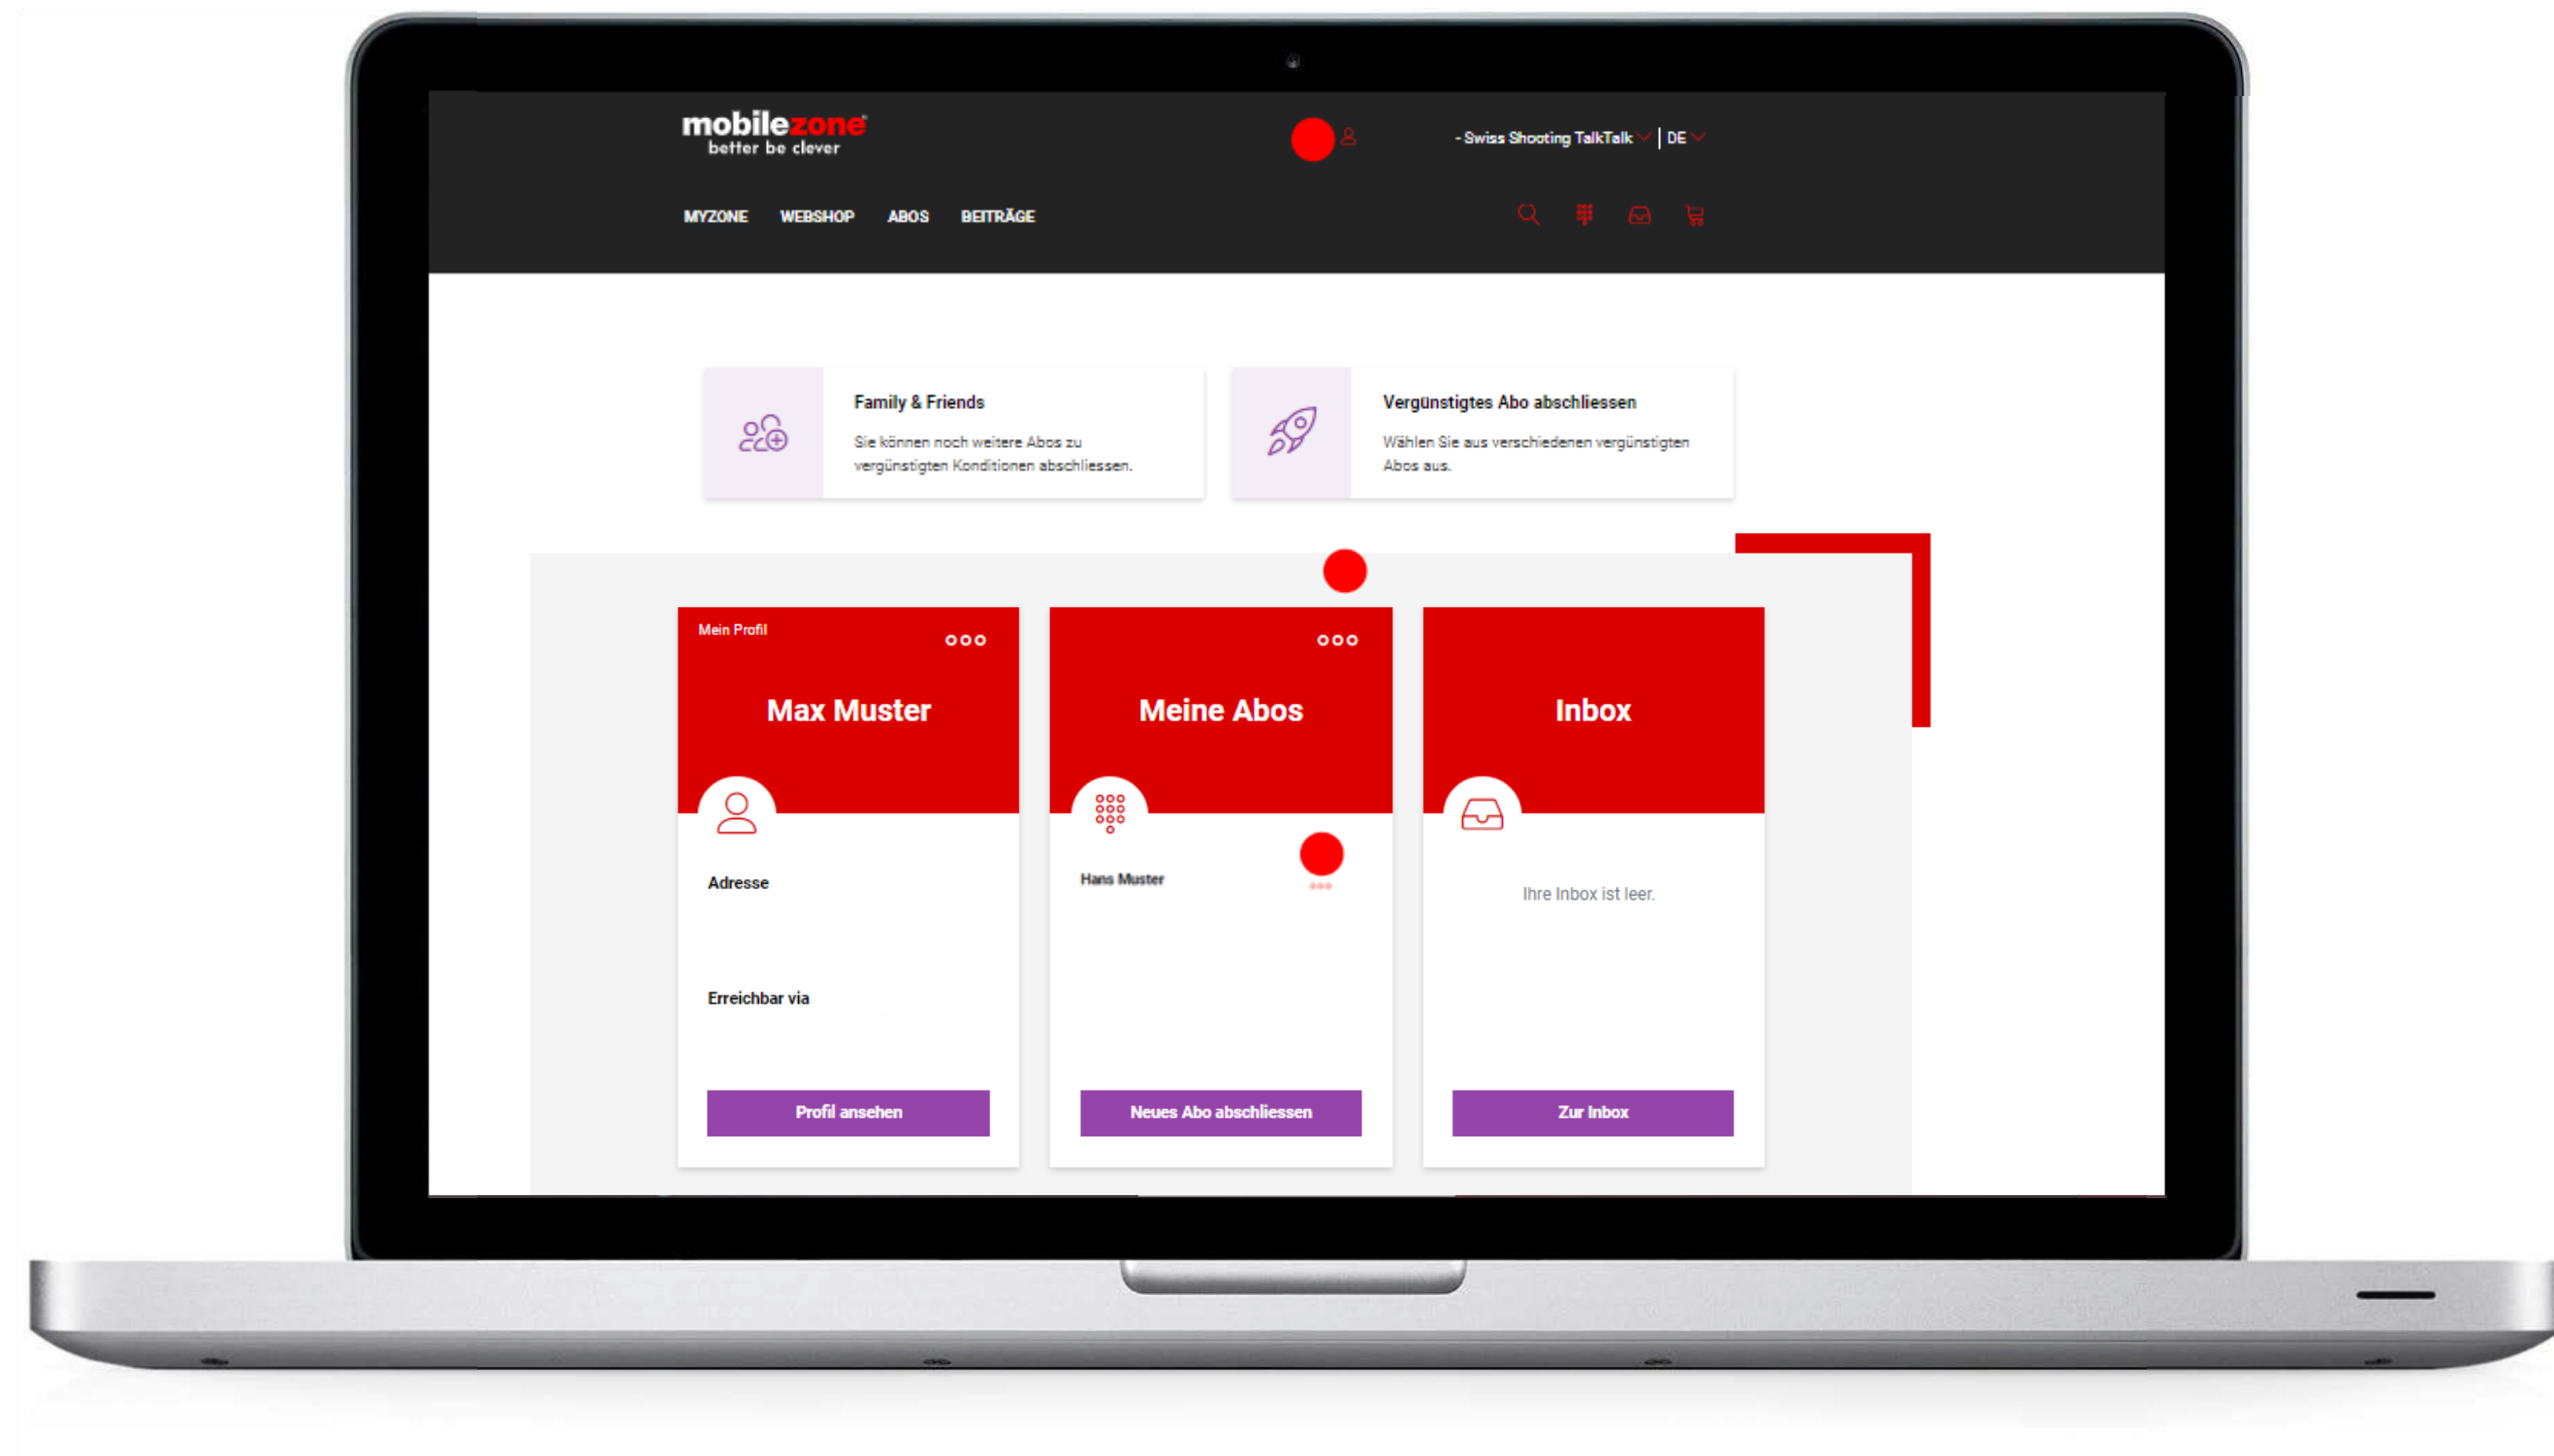 mobilezone
better be clever
- Swiss Shooting TalkTalk | DE
MYZONE WEBSHOP ABOS BEITRÄGE
Family & Friends
Sie können noch weitere Abos zu
vergünstigten Konditionen abschliessen.
Vergünstigtes Abo abschliessen
Wählen Sie aus verschiedenen vergünstigten
Abos aus.
Mein Profil
Max Muster
Adresse
Erreichbar via
Profil ansehen
Meine Abos
Hans Muster
Neues Abo abschliessen
Inbox
Ihre Inbox ist leer.
Zur Inbox